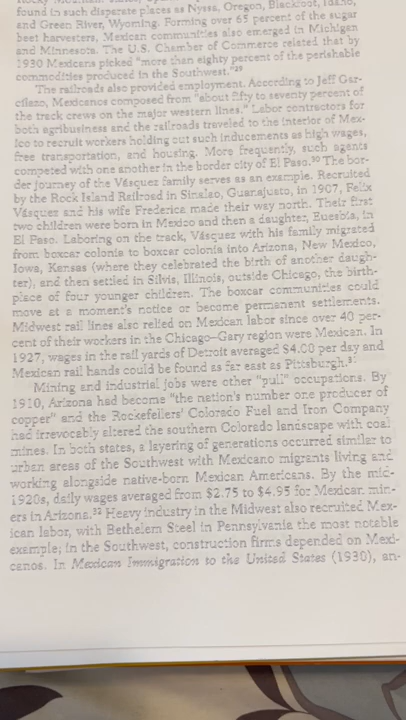 found in such disparate places as Nyssa, Oregon, Blackfoot, Idaho,
and Green River, Wyoming. Forming over 65 percent of the sugar
beet harvesters, Mexican communities also emerged in Michigan
and Minnesota. The U.S. Chamber of Commerce related that by
1930 Mexicans picked "more than eighty percent of the perishable
commodities produced in the Southwest."29
The railroads also provided employment. According to Jeff Gar-
cilazo, Mexicanos composed from "about fifty to seventy percent of
the track crews on the major western lines." Labor contractors for
both agribusiness and the railroads traveled to the interior of Mex-
ico to recruit workers holding out such inducements as high wages,
free transportation, and housing. More frequently, such agents
competed with one another in the border city of El Paso.30 The bor-
der journey of the Vásquez family serves as an example. Recruited
by the Rock Island Railroad in Sinaloa, Guanajuato, in 1907, Felix
Vásquez and his wife Frederica made their way north. Their first
two children were born in Mexico and then a daughter, Eusebia, in
El Paso. Laboring on the track, Vásquez with his family migrated
from boxcar colonia to boxcar colonia into Arizona, New Mexico,
Iowa, Kansas (where they celebrated the birth of another daugh-
ter), and then settled in Silvis, Illinois, outside Chicago, the birth-
place of four younger children. The boxcar communities could
move at a moment's notice or become permanent settlements.
Midwest rail lines also relied on Mexican labor since over 40 per-
cent of their workers in the Chicago–Gary region were Mexican. In
1927, wages in the rail yards of Detroit averaged $4.00 per day and
Mexican rail hands could be found as far east as Pittsburgh.31
Mining and industrial jobs were other "pull" occupations. By
1910, Arizona had become "the nation's number one producer of
copper" and the Rockefellers' Colorado Fuel and Iron Company
had irrevocably altered the southern Colorado landscape with coal
mines. In both states, a layering of generations occurred similar to
urban areas of the Southwest with Mexicano migrants living and
working alongside native-born Mexican Americans. By the mid-
1920s, daily wages averaged from $2.75 to $4.95 for Mexican min-
ers in Arizona.32 Heavy industry in the Midwest also recruited Mex-
ican labor, with Bethelem Steel in Pennsylvania the most notable
example; in the Southwest, construction firms depended on Mexi-
canos. In Mexican Immigration to the United States (1930), an-